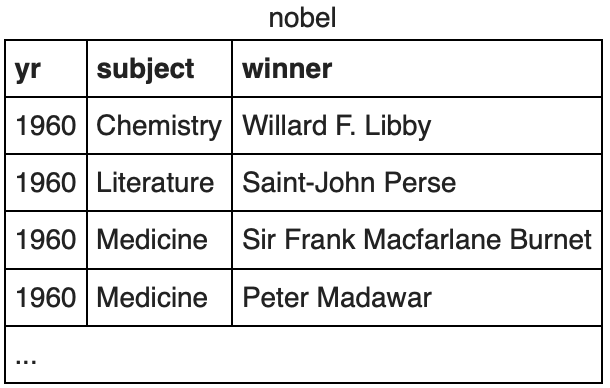 nobel
yr subject winner
1960 Chemistry Willard F. Libby
1960 Literature Saint-John Perse
1960 Medicine Sir Frank Macfarlane Burnet
1960 Medicine Peter Madawar
...